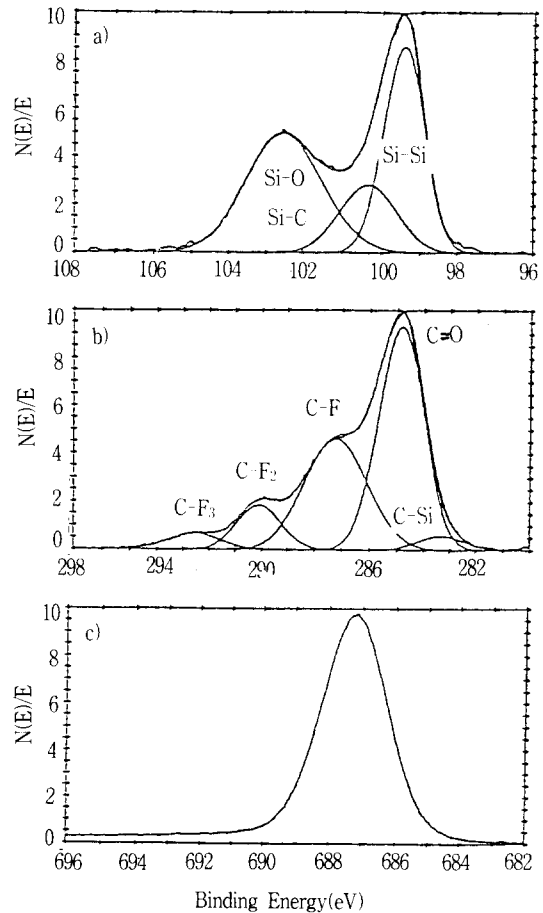 10
a)
8
N(E)/E
6
4
Si-Si
Si-O
2
Si-C
0
108 106 104 102 100 98 96
10
b)
C=O
8
N(E)/E
6
C-F
4
C-F₂
2
C-F₃
C-Si
0
298 294 290 286 282
10
c)
8
N(E)/E
6
4
2
0
696 694 692 690 688 686 684 682
Binding Energy(eV)